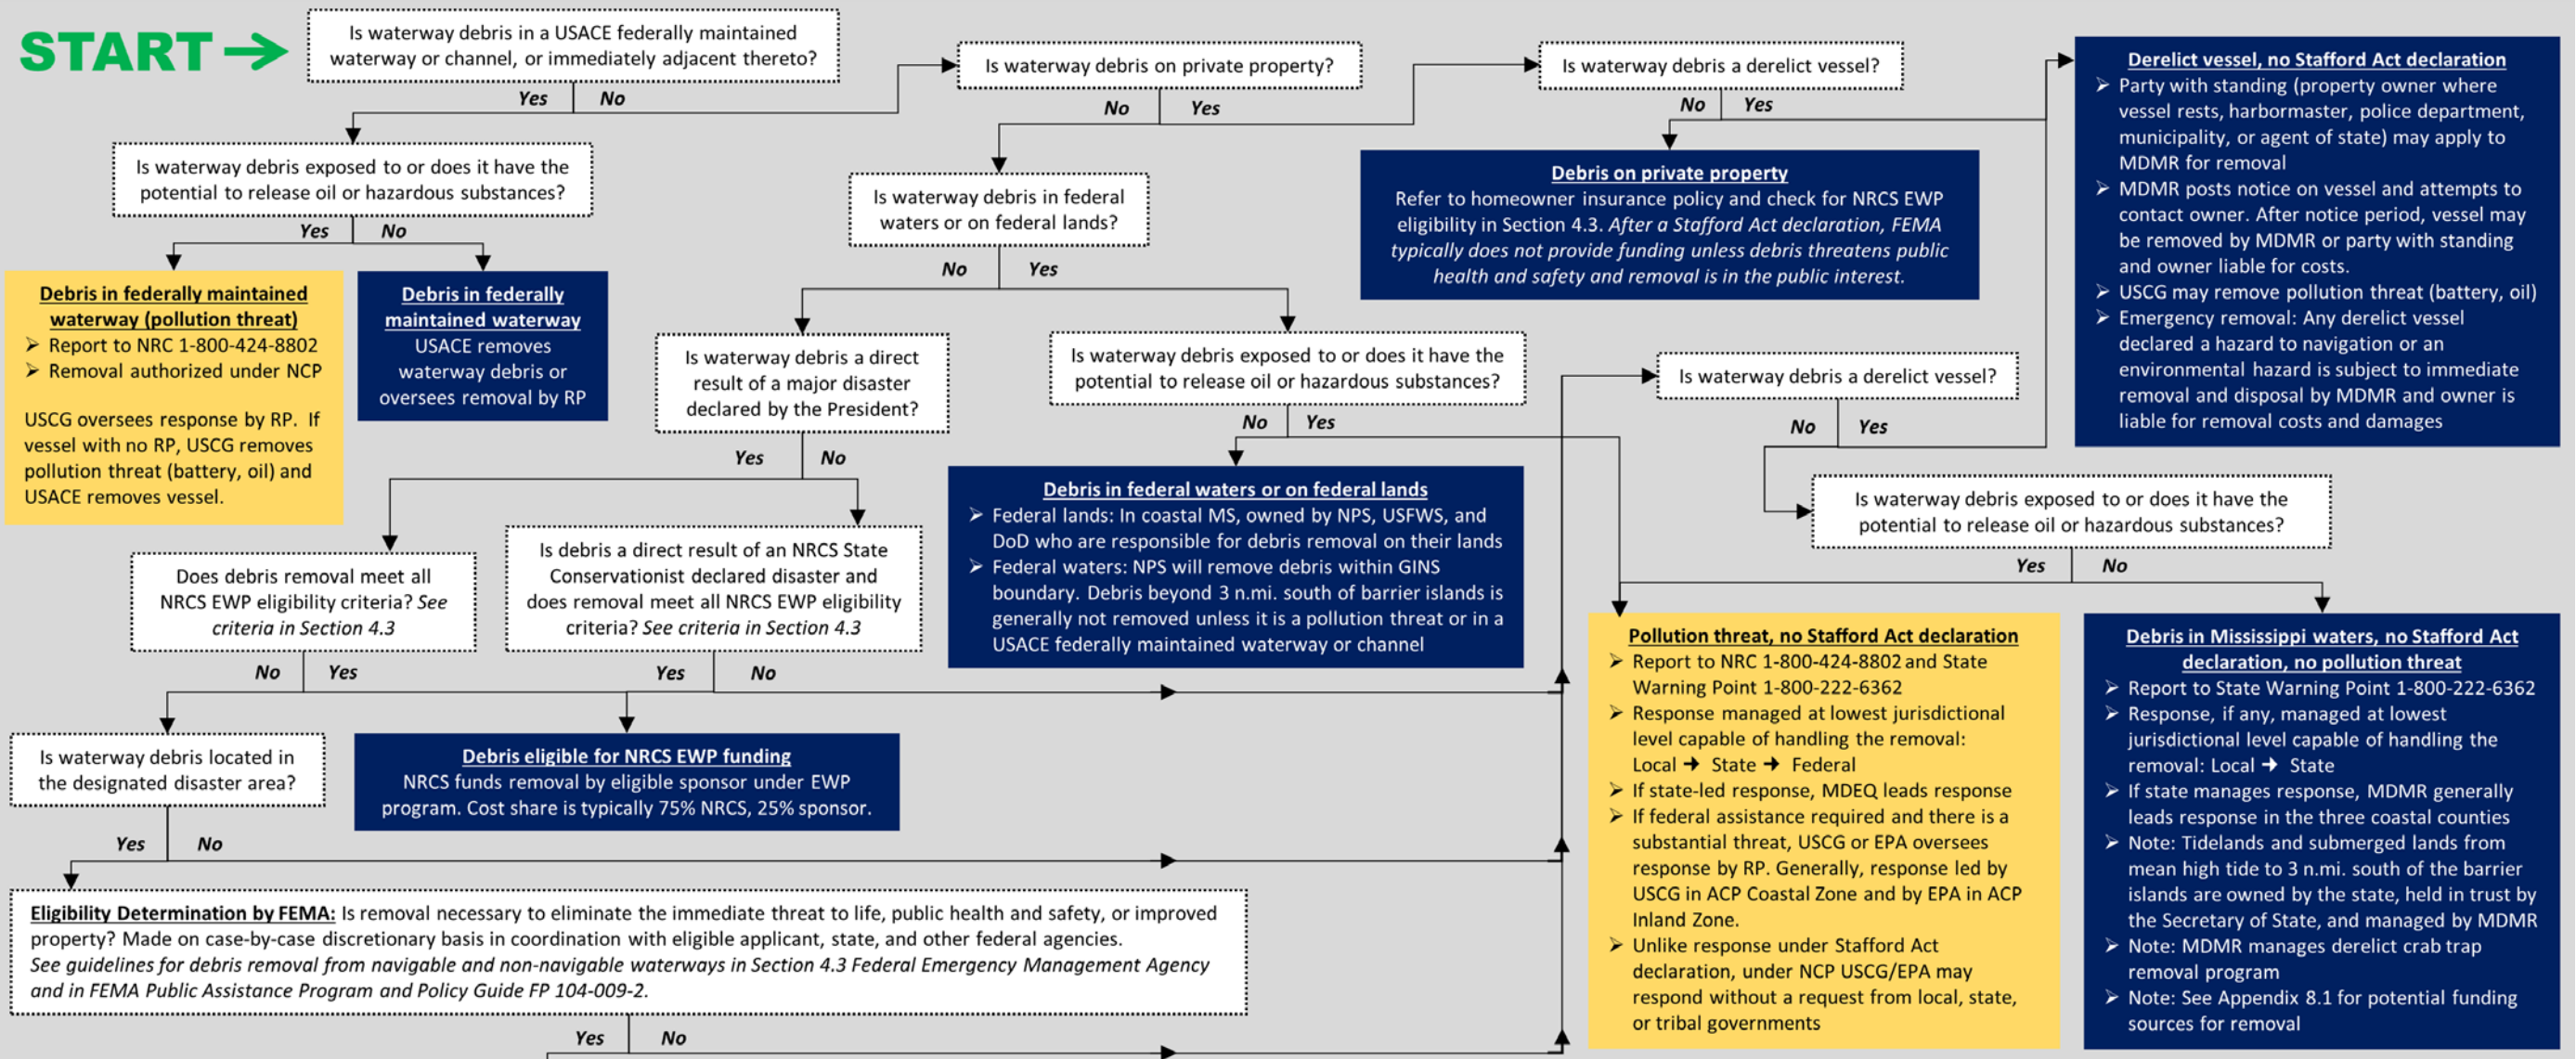 START →
Is waterway debris in a USACE federally maintained
waterway or channel, or immediately adjacent thereto?
Yes
No
Is waterway debris on private property?
No
Yes
Is waterway debris a derelict vessel?
No
Yes
Derelict vessel, no Stafford Act declaration
➢ Party with standing (property owner where
vessel rests, harbormaster, police department,
municipality, or agent of state) may apply to
MDMR for removal
➢ MDMR posts notice on vessel and attempts to
contact owner. After notice period, vessel may
be removed by MDMR or party with standing
and owner liable for costs.
➢ USCG may remove pollution threat (battery, oil)
➢ Emergency removal: Any derelict vessel
declared a hazard to navigation or an
environmental hazard is subject to immediate
removal and disposal by MDMR and owner is
liable for removal costs and damages
Is waterway debris exposed to or does it have the
potential to release oil or hazardous substances?
Yes
No
Is waterway debris in federal
waters or on federal lands?
No
Yes
Debris on private property
Refer to homeowner insurance policy and check for NRCS EWP
eligibility in Section 4.3. After a Stafford Act declaration, FEMA
typically does not provide funding unless debris threatens public
health and safety and removal is in the public interest.
Debris in federally maintained
waterway (pollution threat)
➢ Report to NRC 1-800-424-8802
➢ Removal authorized under NCP
USCG oversees response by RP. If
vessel with no RP, USCG removes
pollution threat (battery, oil) and
USACE removes vessel.
Debris in federally
maintained waterway
USACE removes
waterway debris or
oversees removal by RP
Is waterway debris a direct
result of a major disaster
declared by the President?
Yes
No
Is waterway debris exposed to or does it have the
potential to release oil or hazardous substances?
No
Yes
Is waterway debris a derelict vessel?
No
Yes
Debris in federal waters or on federal lands
➢ Federal lands: In coastal MS, owned by NPS, USFWS, and
DoD who are responsible for debris removal on their lands
➢ Federal waters: NPS will remove debris within GINS
boundary. Debris beyond 3 n.mi. south of barrier islands is
generally not removed unless it is a pollution threat or in a
USACE federally maintained waterway or channel
Is waterway debris exposed to or does it have the
potential to release oil or hazardous substances?
Yes
No
Does debris removal meet all
NRCS EWP eligibility criteria? See
criteria in Section 4.3
No
Yes
Is debris a direct result of an NRCS State
Conservationist declared disaster and
does removal meet all NRCS EWP eligibility
criteria? See criteria in Section 4.3
Yes
No
Pollution threat, no Stafford Act declaration
➢ Report to NRC 1-800-424-8802 and State
Warning Point 1-800-222-6362
➢ Response managed at lowest jurisdictional
level capable of handling the removal:
Local → State → Federal
➢ If state-led response, MDEQ leads response
➢ If federal assistance required and there is a
substantial threat, USCG or EPA oversees
response by RP. Generally, response led by
USCG in ACP Coastal Zone and by EPA in ACP
Inland Zone.
➢ Unlike response under Stafford Act
declaration, under NCP USCG/EPA may
respond without a request from local, state,
or tribal governments
Debris in Mississippi waters, no Stafford Act
declaration, no pollution threat
➢ Report to State Warning Point 1-800-222-6362
➢ Response, if any, managed at lowest
jurisdictional level capable of handling the
removal: Local → State
➢ If state manages response, MDMR generally
leads response in the three coastal counties
➢ Note: Tidelands and submerged lands from
mean high tide to 3 n.mi. south of the barrier
islands are owned by the state, held in trust by
the Secretary of State, and managed by MDMR
➢ Note: MDMR manages derelict crab trap
removal program
➢ Note: See Appendix 8.1 for potential funding
sources for removal
Is waterway debris located in
the designated disaster area?
Yes
No
Debris eligible for NRCS EWP funding
NRCS funds removal by eligible sponsor under EWP
program. Cost share is typically 75% NRCS, 25% sponsor.
Eligibility Determination by FEMA: Is removal necessary to eliminate the immediate threat to life, public health and safety, or improved
property? Made on case-by-case discretionary basis in coordination with eligible applicant, state, and other federal agencies.
See guidelines for debris removal from navigable and non-navigable waterways in Section 4.3 Federal Emergency Management Agency
and in FEMA Public Assistance Program and Policy Guide FP 104-009-2.
Yes
No